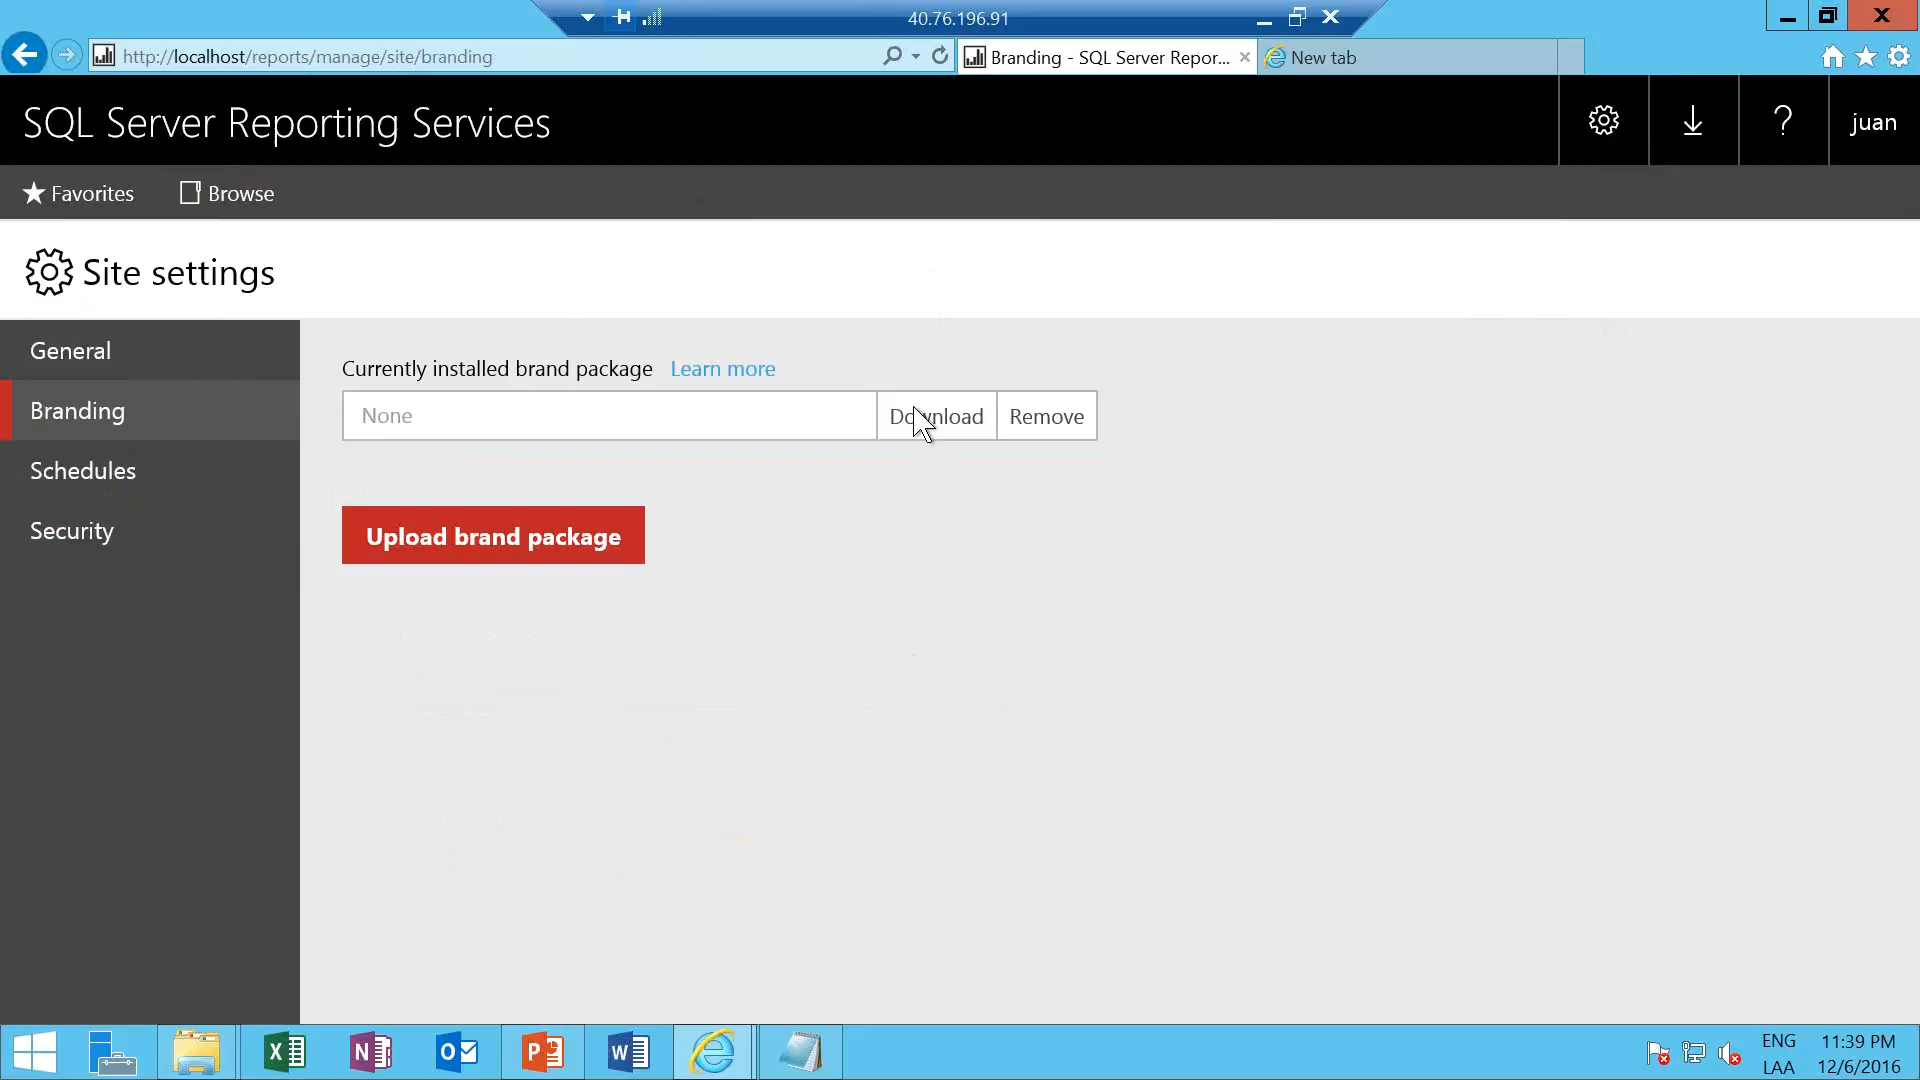 40.76.196.91
http://localhost/reports/manage/site/branding
Branding - SQL Server Repor...
New tab
SQL Server Reporting Services
?
juan
Favorites
Browse
Site settings
General
Branding
Schedules
Security
Currently installed brand package Learn more
None
Download
Remove
Upload brand package
ENG
LAA
11:39 PM
12/6/2016